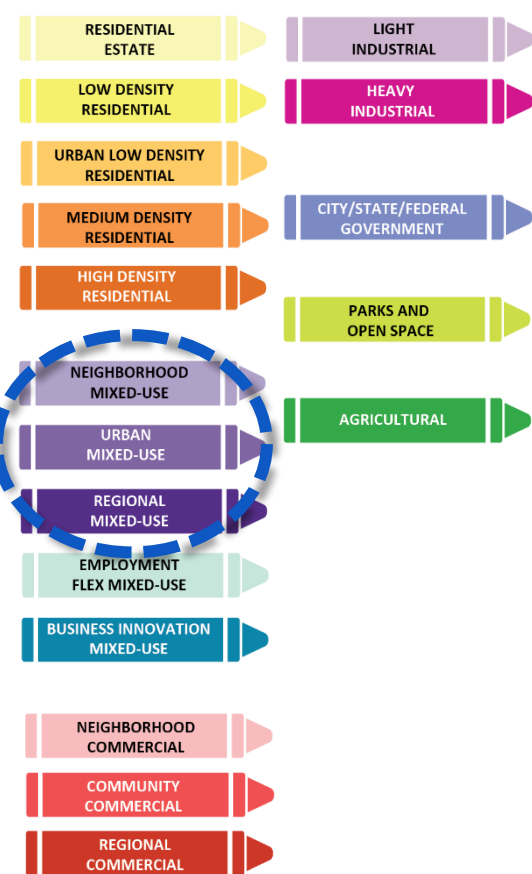 RESIDENTIAL
ESTATE
LOW DENSITY
RESIDENTIAL
URBAN LOW DENSITY
RESIDENTIAL
MEDIUM DENSITY
RESIDENTIAL
HIGH DENSITY
RESIDENTIAL
NEIGHBORHOOD
MIXED-USE
URBAN
MIXED-USE
REGIONAL
MIXED-USE
EMPLOYMENT
FLEX MIXED-USE
BUSINESS INNOVATION
MIXED-USE
NEIGHBORHOOD
COMMERCIAL
COMMUNITY
COMMERCIAL
REGIONAL
COMMERCIAL
LIGHT
INDUSTRIAL
HEAVY
INDUSTRIAL
CITY/STATE/FEDERAL
GOVERNMENT
PARKS AND
OPEN SPACE
AGRICULTURAL